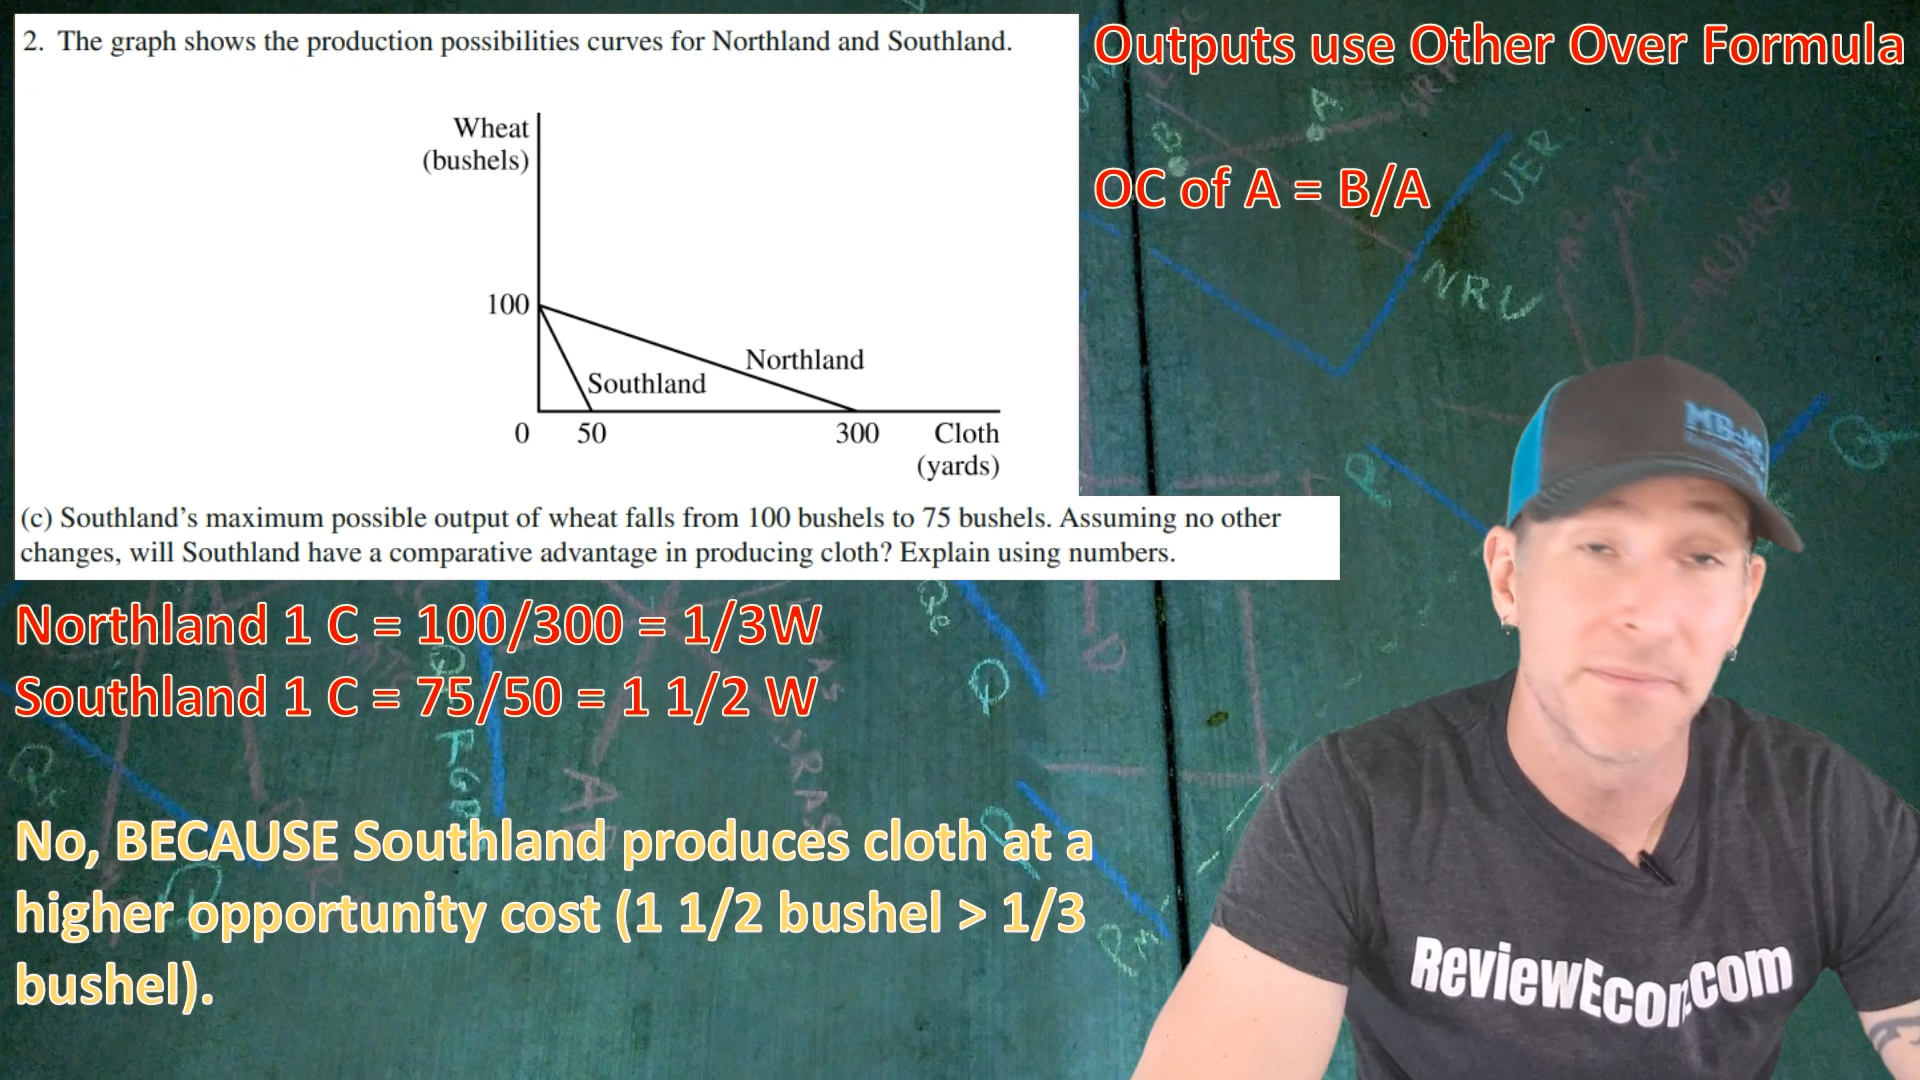 2. The graph shows the production possibilities curves for Northland and Southland.
Wheat
(bushels)
100
Northland
Southland
0 50 300 Cloth
(yards)
(c) Southland's maximum possible output of wheat falls from 100 bushels to 75 bushels. Assuming no other
changes, will Southland have a comparative advantage in producing cloth? Explain using numbers.
Outputs use Other Over Formula
OC of A = B/A
Northland 1 C = 100/300 = 1/3W
Southland 1 C = 75/50 = 1 1/2 W
No, BECAUSE Southland produces cloth at a
higher opportunity cost (1 1/2 bushel > 1/3
bushel).
B
A
VER
NRU
D
Q